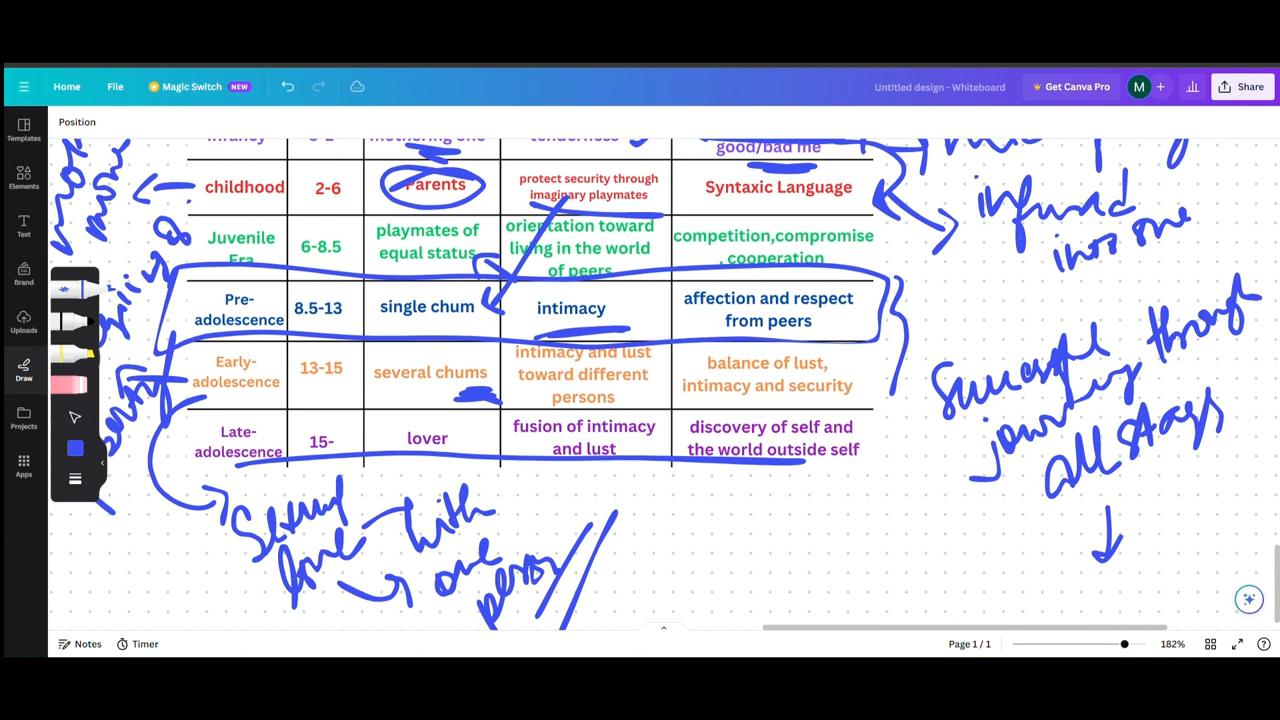 Home File Magic Switch NEW Untitled design - Whiteboard Get Canva Pro M Share
Position
Templates
Elements
Text
Brand
Uploads
Draw
Projects
Apps
good/bad me
childhood 2-6 Parents protect security through imaginary playmates Syntaxic Language
Juvenile Era 6-8.5 playmates of equal status orientation toward living in the world of peers competition,compromise , cooperation
Pre-adolescence 8.5-13 single chum intimacy affection and respect from peers
Early-adolescence 13-15 several chums intimacy and lust toward different persons balance of lust, intimacy and security
Late-adolescence 15- lover fusion of intimacy and lust discovery of self and the world outside self
infused
into one
Successful
journey through
all stages
with
one
person
Notes Timer Page 1 / 1 182%